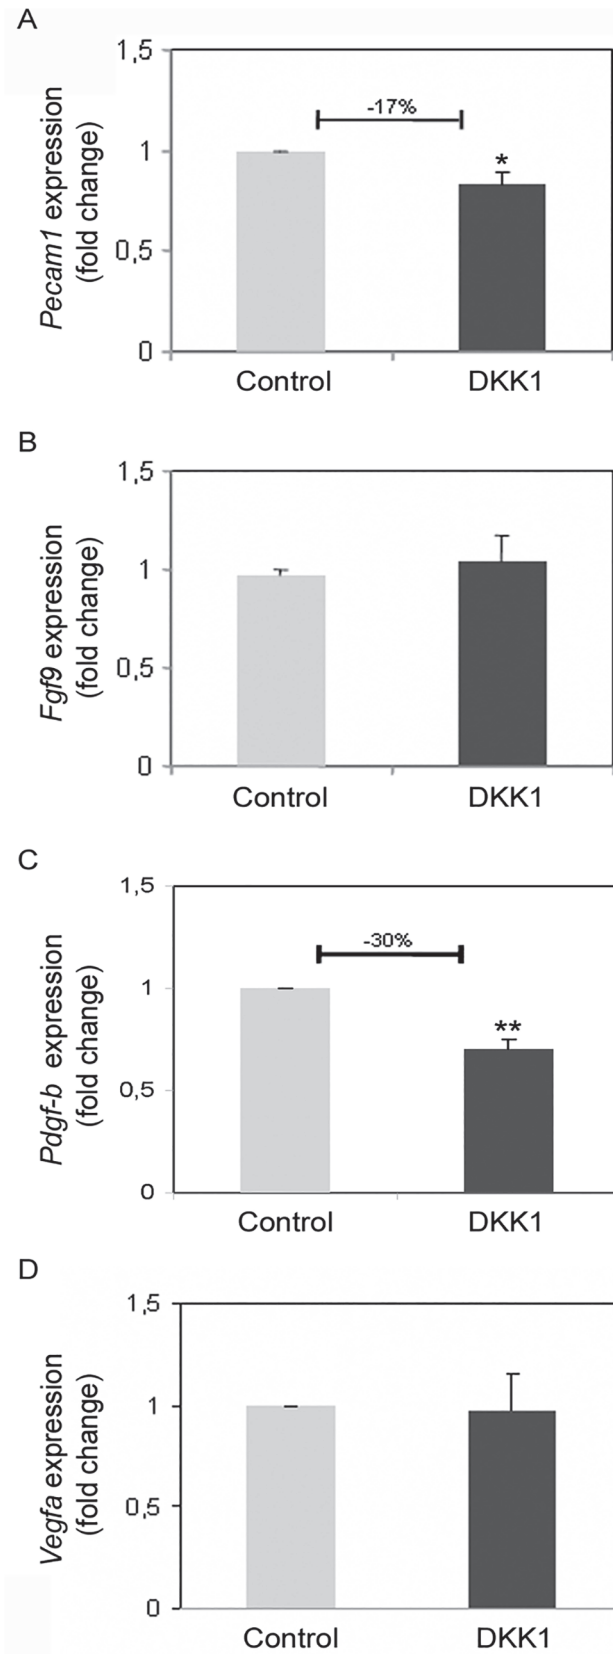 A
Pecam1 expression
(fold change)
1,5
1
0,5
0
-17%
*
Control
DKK1
B
Fgf9 expression
(fold change)
1,5
1
0,5
0
Control
DKK1
C
Pdgf-b expression
(fold change)
1,5
1
0,5
0
-30%
**
Control
DKK1
D
Vegfa expression
(fold change)
1,5
1
0,5
0
Control
DKK1